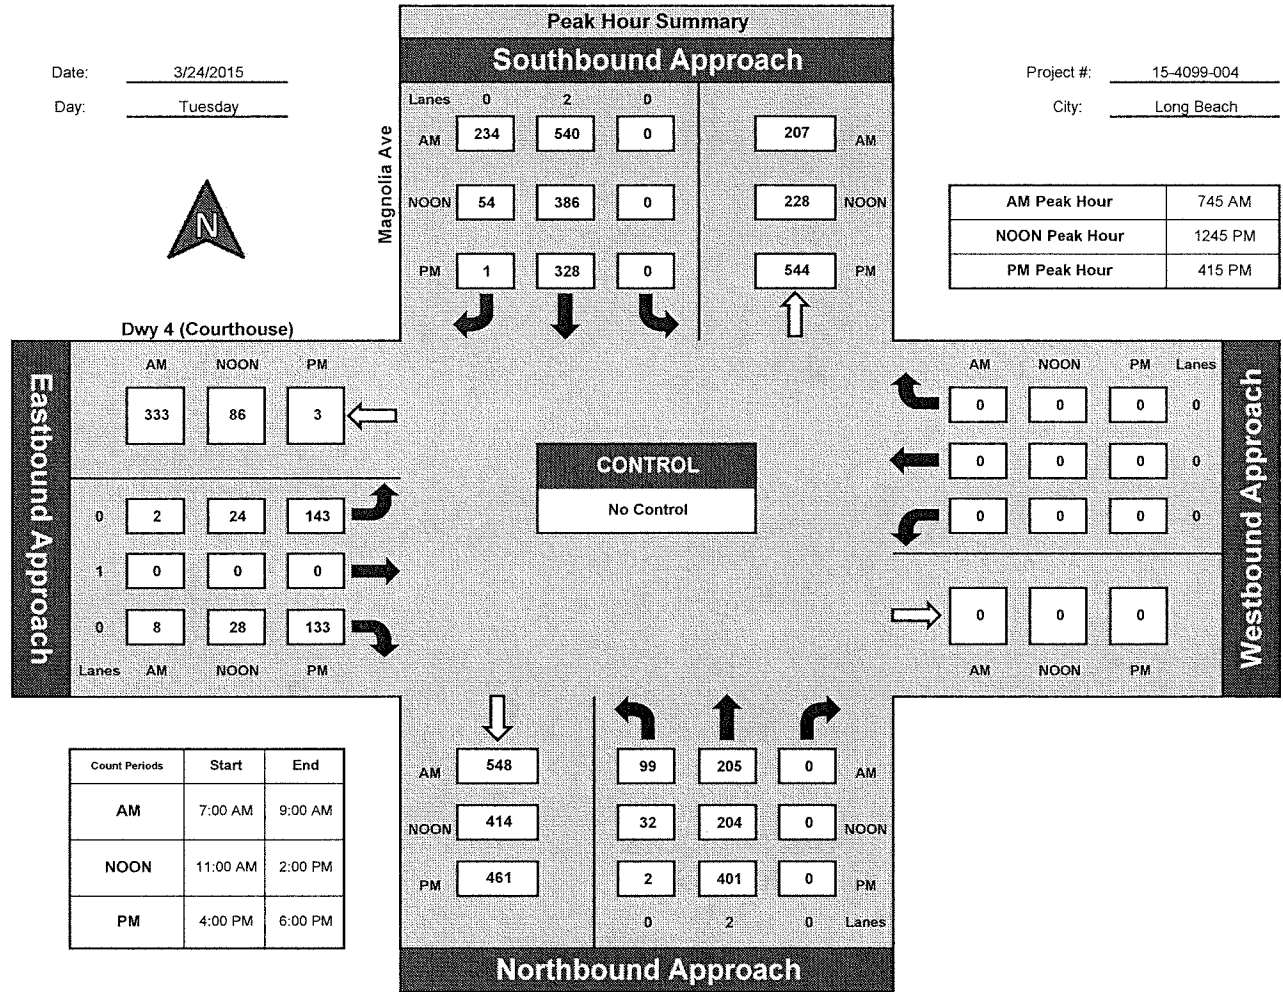 Peak Hour Summary
Southbound Approach
Date: 3/24/2015
Day: Tuesday
Project #: 15-4099-004
City: Long Beach
N
Magnolia Ave
Lanes 0 2 0
AM 234 540 0 207 AM
NOON 54 386 0 228 NOON
PM 1 328 0 544 PM
AM Peak Hour 745 AM
NOON Peak Hour 1245 PM
PM Peak Hour 415 PM
Dwy 4 (Courthouse)
Eastbound Approach
AM NOON PM
333 86 3
0 2 24 143
1 0 0 0
0 8 28 133
Lanes AM NOON PM
CONTROL
No Control
AM NOON PM Lanes
0 0 0 0
0 0 0 0
0 0 0 0
0 0 0
AM NOON PM
Westbound Approach
Count Periods Start End
AM 7:00 AM 9:00 AM
NOON 11:00 AM 2:00 PM
PM 4:00 PM 6:00 PM
AM 548 99 205 0 AM
NOON 414 32 204 0 NOON
PM 461 2 401 0 PM
0 2 0 Lanes
Northbound Approach